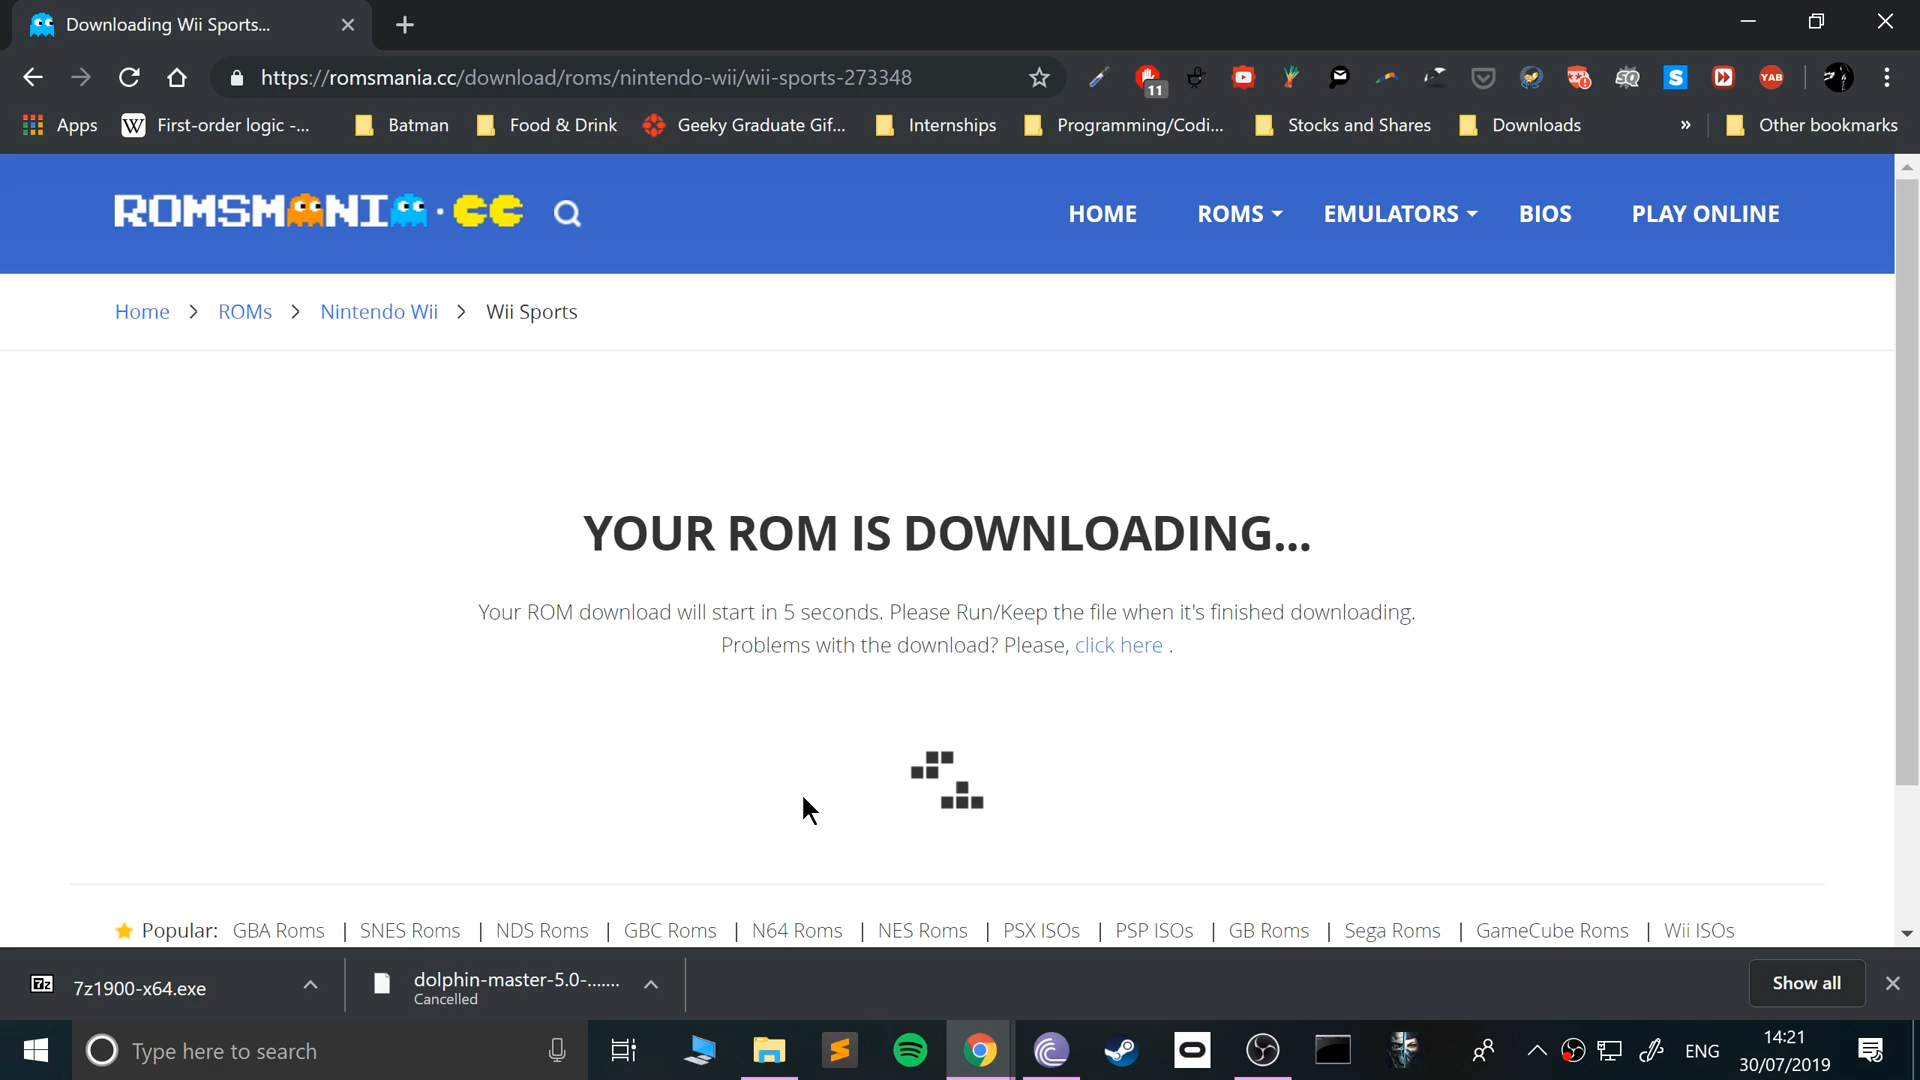 Downloading Wii Sports...
https://romsmania.cc/download/roms/nintendo-wii/wii-sports-273348
11
YAB
Apps
W First-order logic -...
Batman
Food & Drink
Geeky Graduate Gif...
Internships
Programming/Codi...
Stocks and Shares
Downloads
»
Other bookmarks
ROMSMANIA.CC
HOME
ROMS
EMULATORS
BIOS
PLAY ONLINE
Home > ROMs > Nintendo Wii > Wii Sports
YOUR ROM IS DOWNLOADING...
Your ROM download will start in 5 seconds. Please Run/Keep the file when it's finished downloading.
Problems with the download? Please, click here .
Popular: GBA Roms | SNES Roms | NDS Roms | GBC Roms | N64 Roms | NES Roms | PSX ISOs | PSP ISOs | GB Roms | Sega Roms | GameCube Roms | Wii ISOs
7z 7z1900-x64.exe
dolphin-master-5.0-......
Cancelled
Show all
Type here to search
ENG
14:21
30/07/2019